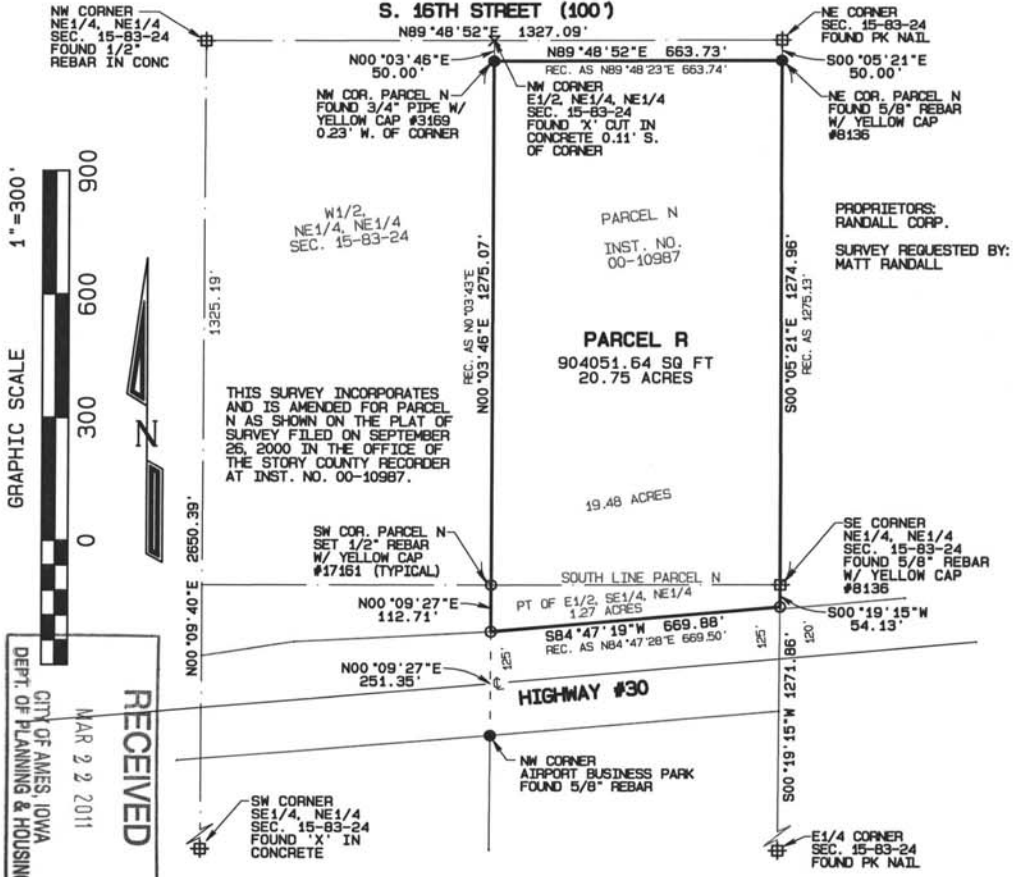 S. 16TH STREET (100')
NW CORNER
NE1/4, NE1/4
SEC. 15-83-24
FOUND 1/2"
REBAR IN CONC
N89°48'52"E 1327.09'
NE CORNER
SEC. 15-83-24
FOUND PK NAIL
N00°03'46"E
50.00'
N89°48'52"E 663.73'
REC. AS N89°48'23"E 663.74'
S00°05'21"E
50.00'
NW COR. PARCEL N
FOUND 3/4" PIPE W/
YELLOW CAP #3169
0.23' W. OF CORNER
NW CORNER
E1/2, NE1/4, NE1/4
SEC. 15-83-24
FOUND 'X' CUT IN
CONCRETE 0.11' S.
OF CORNER
NE COR. PARCEL N
FOUND 5/8" REBAR
W/ YELLOW CAP
#8136
1"=300'
GRAPHIC SCALE
900
600
300
0
N
W1/2,
NE1/4, NE1/4
SEC. 15-83-24
PARCEL N
INST. NO.
00-10987
PROPRIETORS:
RANDALL CORP.
SURVEY REQUESTED BY:
MATT RANDALL
1325.19'
REC. AS N0°03'43"E
N00°03'46"E 1275.07'
PARCEL R
904051.64 SQ FT
20.75 ACRES
S00°05'21"E 1274.96'
REC. AS 1275.13'
THIS SURVEY INCORPORATES
AND IS AMENDED FOR PARCEL
N AS SHOWN ON THE PLAT OF
SURVEY FILED ON SEPTEMBER
26, 2000 IN THE OFFICE OF
THE STORY COUNTY RECORDER
AT INST. NO. 00-10987.
19.48 ACRES
N00°09'40"E 2650.39'
SW COR. PARCEL N
SET 1/2" REBAR
W/ YELLOW CAP
#17161 (TYPICAL)
SE CORNER
NE1/4, NE1/4
SEC. 15-83-24
FOUND 5/8" REBAR
W/ YELLOW CAP
#8136
SOUTH LINE PARCEL N
N00°09'27"E
112.71'
PT OF E1/2, SE1/4, NE1/4
1.27 ACRES
S00°19'15"W
54.13'
S84°47'19"W 669.88'
REC. AS N84°47'28"E 669.50'
125'
125'
120'
N00°09'27"E
251.35'
℄
HIGHWAY #30
S00°19'15"W 1271.86'
NW CORNER
AIRPORT BUSINESS PARK
FOUND 5/8" REBAR
SW CORNER
SE1/4, NE1/4
SEC. 15-83-24
FOUND 'X' IN
CONCRETE
E1/4 CORNER
SEC. 15-83-24
FOUND PK NAIL
RECEIVED
MAR 22 2011
CITY OF AMES, IOWA
DEPT. OF PLANNING & HOUSING